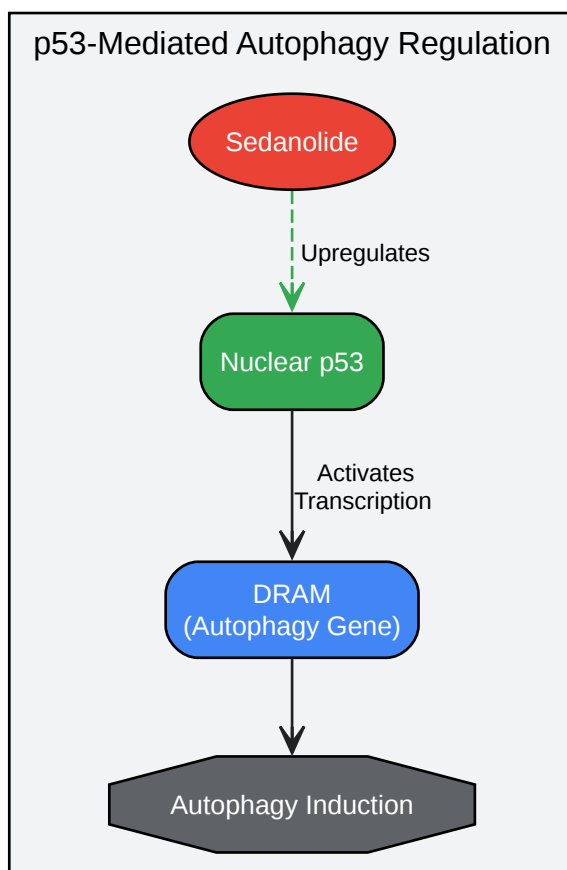 p53-Mediated Autophagy Regulation
Sedanolide
Upregulates
Nuclear p53
Activates
Transcription
DRAM
(Autophagy Gene)
Autophagy Induction